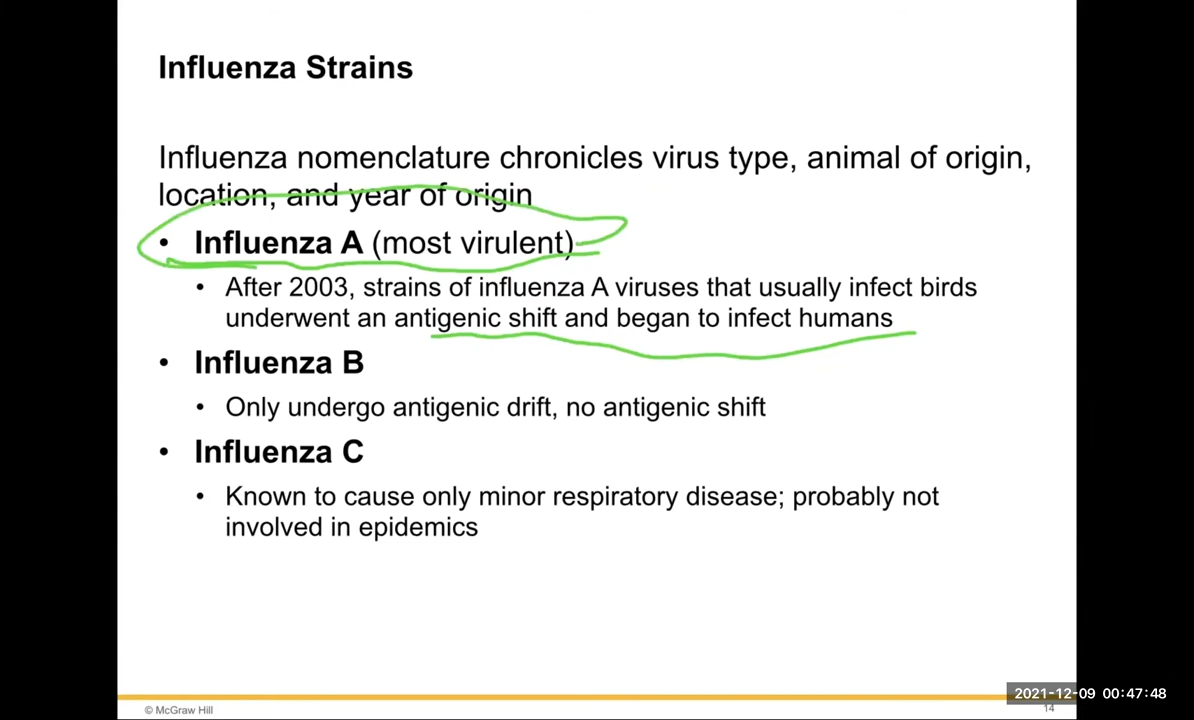 Influenza Strains
Influenza nomenclature chronicles virus type, animal of origin,
location, and year of origin
• Influenza A (most virulent)
• After 2003, strains of influenza A viruses that usually infect birds
underwent an antigenic shift and began to infect humans
• Influenza B
• Only undergo antigenic drift, no antigenic shift
• Influenza C
• Known to cause only minor respiratory disease; probably not
involved in epidemics
2021-12-09 00:47:48
© McGraw Hill
14